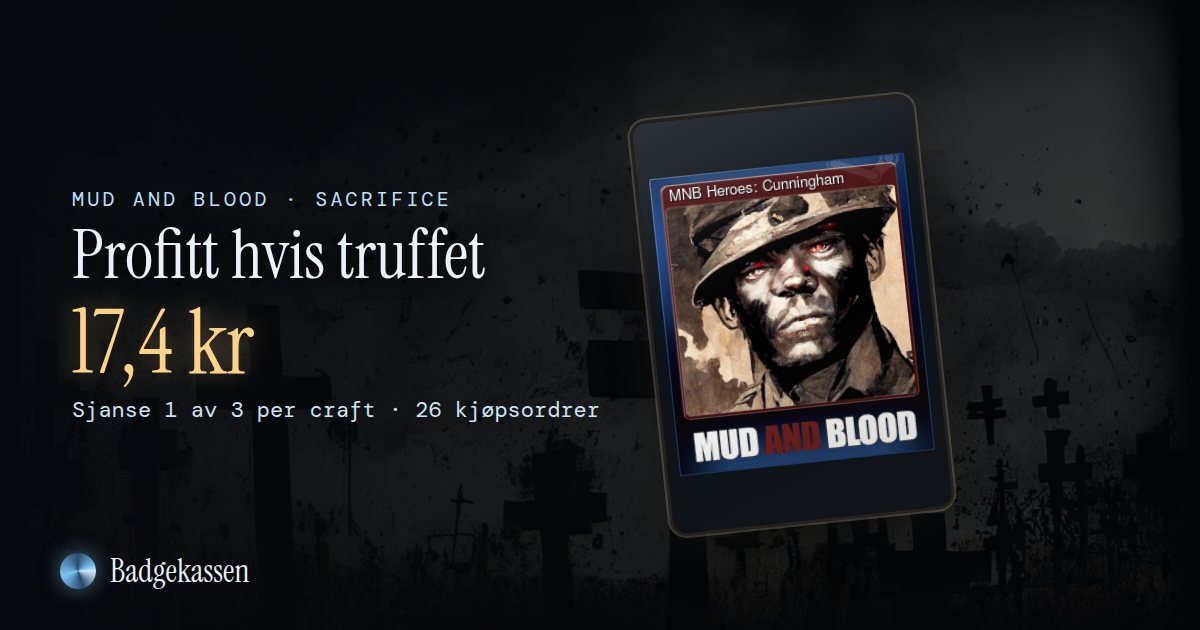 MUD AND BLOOD · SACRIFICE
Profitt hvis truffet
17,4 kr
Sjanse 1 av 3 per craft · 26 kjøpsordrer
MNB Heroes: Cunningham
MUD AND BLOOD
Badgekassen